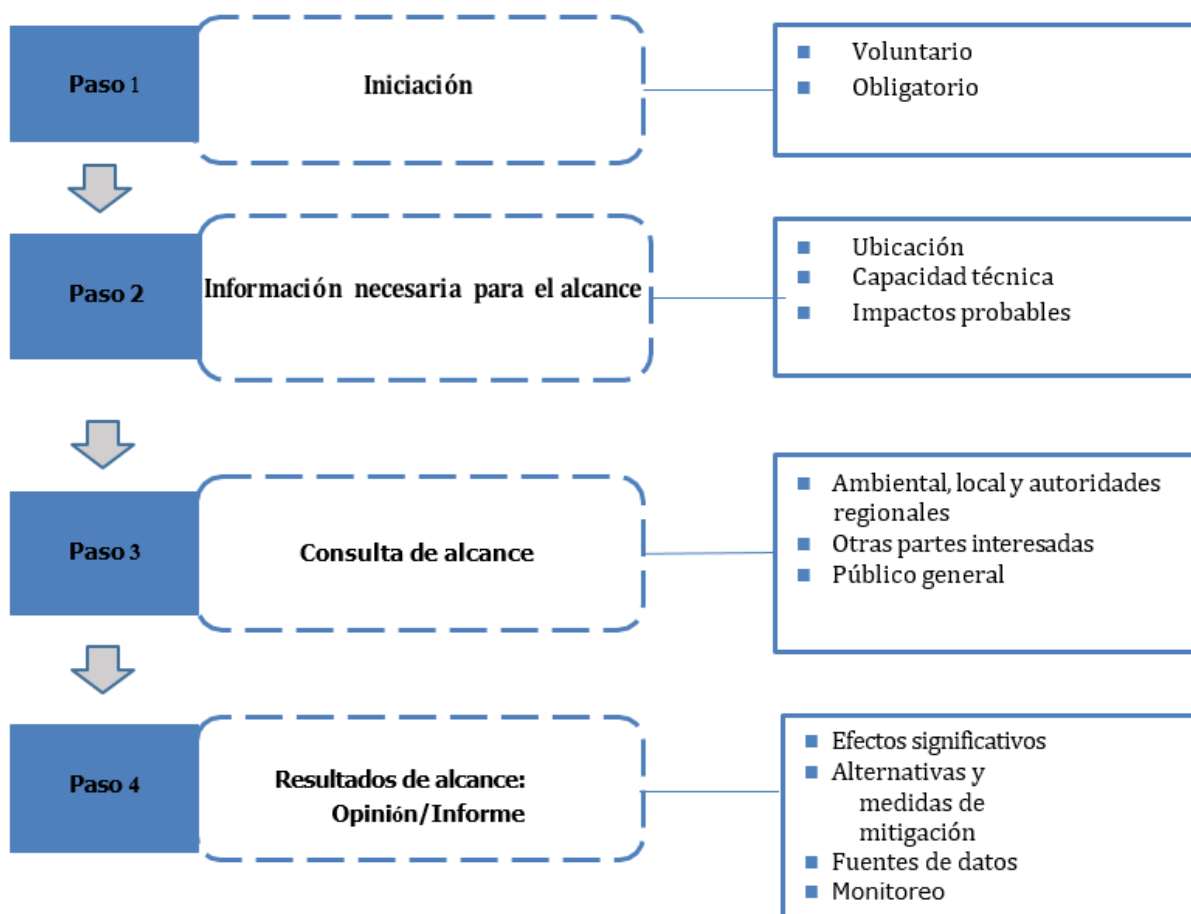 Paso 1
Iniciación
Voluntario
Obligatorio
Paso 2
Información necesaria para el alcance
Ubicación
Capacidad técnica
Impactos probables
Paso 3
Consulta de alcance
Ambiental, local y autoridades
regionales
Otras partes interesadas
Público general
Paso 4
Resultados de alcance:
Opinión/Informe
Efectos significativos
Alternativas y
medidas de
mitigación
Fuentes de datos
Monitoreo